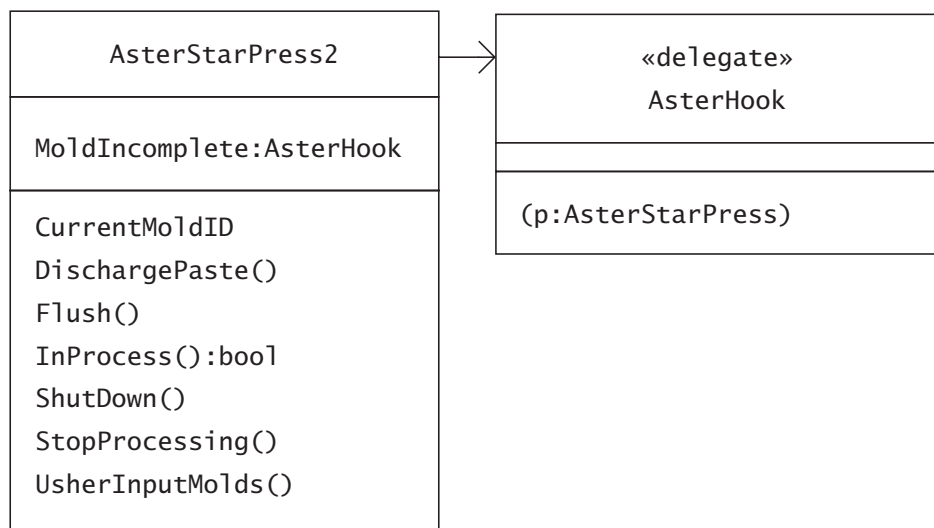 AsterStarPress2
MoldIncomplete:AsterHook
CurrentMoldID
DischargePaste()
Flush()
InProcess():bool
ShutDown()
StopProcessing()
UsherInputMolds()
«delegate»
AsterHook
(p:AsterStarPress)